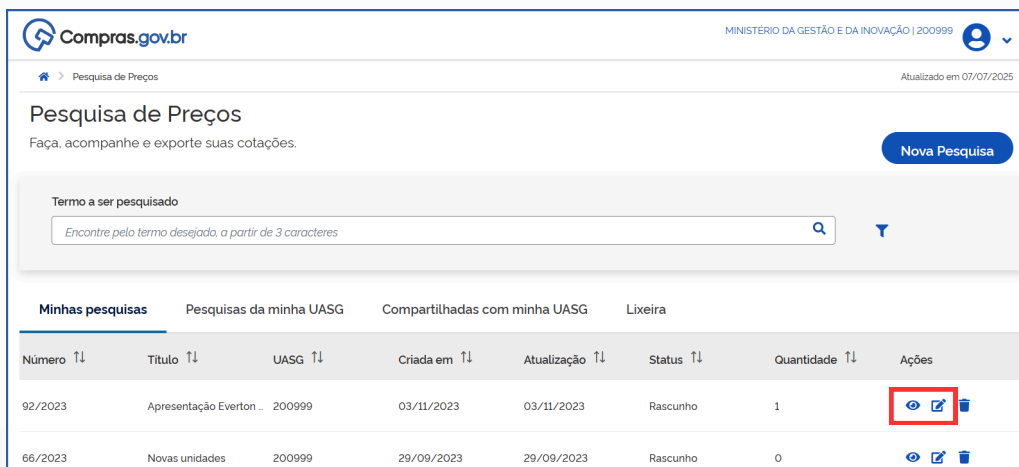 Compras.gov.br
MINISTÉRIO DA GESTÃO E DA INOVAÇÃO | 200999
Pesquisa de Preços
Atualizado em 07/07/2025
Pesquisa de Preços
Faça, acompanhe e exporte suas cotações.
Nova Pesquisa
Termo a ser pesquisado
Encontre pelo termo desejado, a partir de 3 caracteres
Minhas pesquisas Pesquisas da minha UASG Compartilhadas com minha UASG Lixeira
Número Título UASG Criada em Atualização Status Quantidade Ações
92/2023 Apresentação Everton ... 200999 03/11/2023 03/11/2023 Rascunho 1
66/2023 Novas unidades 200999 29/09/2023 29/09/2023 Rascunho 0